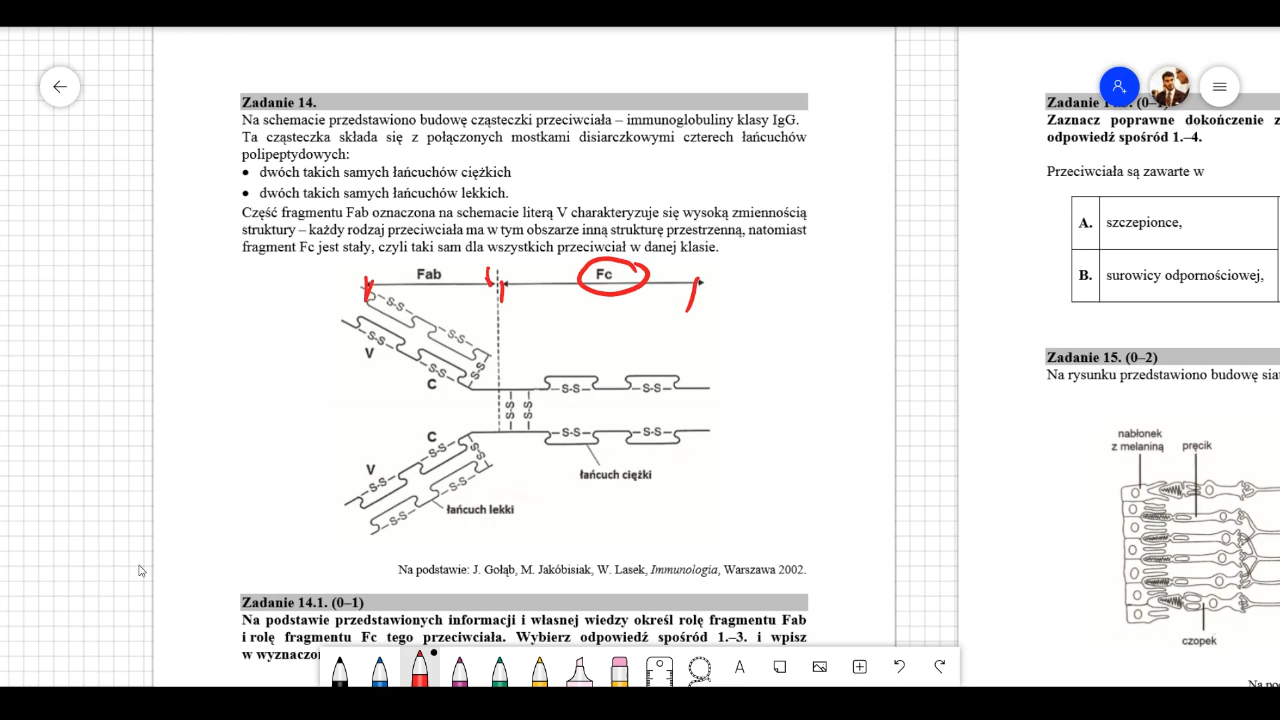 Zadanie 14.
Na schemacie przedstawiono budowę cząsteczki przeciwciała – immunoglobuliny klasy IgG.
Ta cząsteczka składa się z połączonych mostkami disiarczkowymi czterech łańcuchów
polipeptydowych:
• dwóch takich samych łańcuchów ciężkich
• dwóch takich samych łańcuchów lekkich.
Część fragmentu Fab oznaczona na schemacie literą V charakteryzuje się wysoką zmiennością
struktury – każdy rodzaj przeciwciała ma w tym obszarze inną strukturę przestrzenną, natomiast
fragment Fc jest stały, czyli taki sam dla wszystkich przeciwciał w danej klasie.
Fab
Fc
S-S
S-S
S-S
S-S
S-S
V
C
S-S
S-S
S-S
S-S
S-S
S-S
C
V
S-S
S-S
S-S
S-S
S-S
łańcuch ciężki
łańcuch lekki
Na podstawie: J. Gołąb, M. Jakóbisiak, W. Lasek, Immunologia, Warszawa 2002.
Zadanie 14.1. (0–1)
Na podstawie przedstawionych informacji i własnej wiedzy określ rolę fragmentu Fab
i rolę fragmentu Fc tego przeciwciała. Wybierz odpowiedź spośród 1.–3. i wpisz
Zadanie
Zaznacz poprawne dokończenie z
odpowiedź spośród 1.–4.
Przeciwciała są zawarte w
A. szczepionce,
B. surowicy odpornościowej,
Zadanie 15. (0–2)
Na rysunku przedstawiono budowę
nabłonek
z melaniną
pręcik
czopek
A